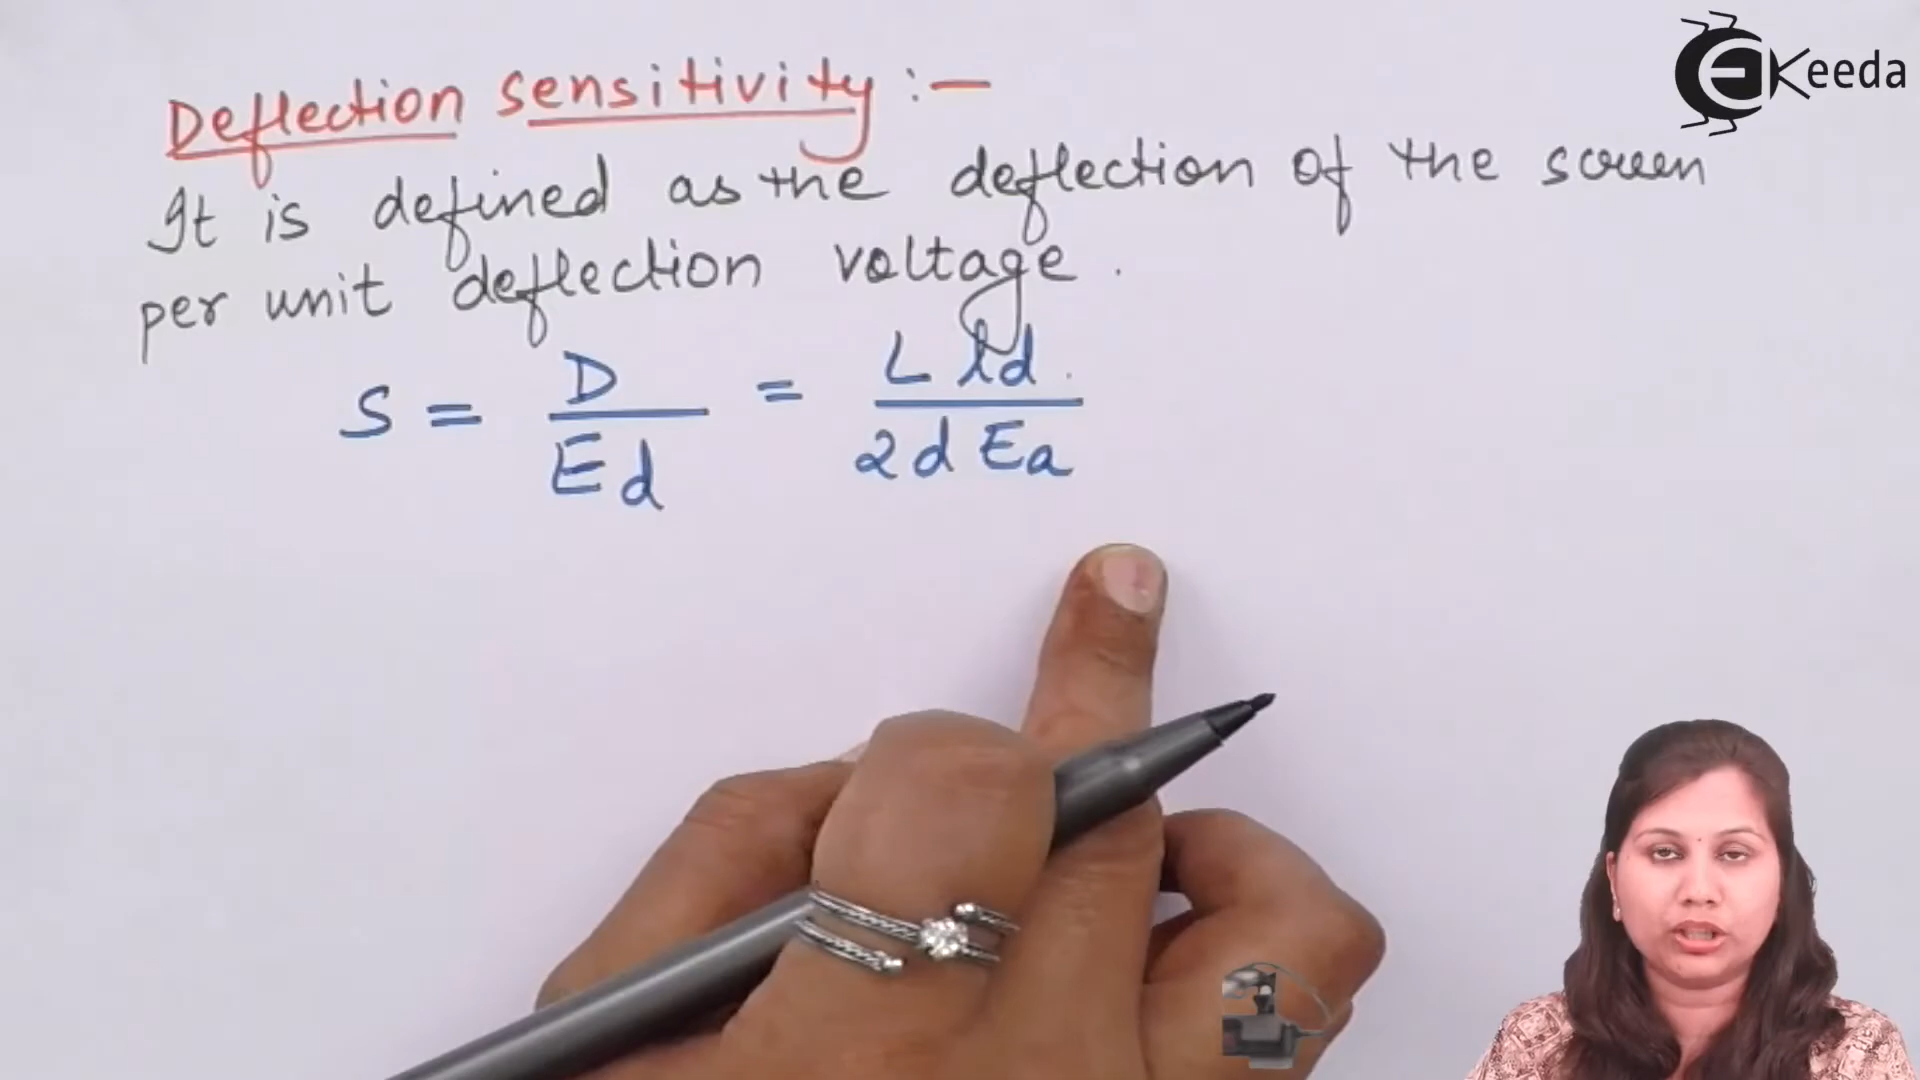 Deflection sensitivity :-
EKeeda
It is defined as the deflection of the screen
per unit deflection voltage.
S = D / Ed = L ld / 2d Ea